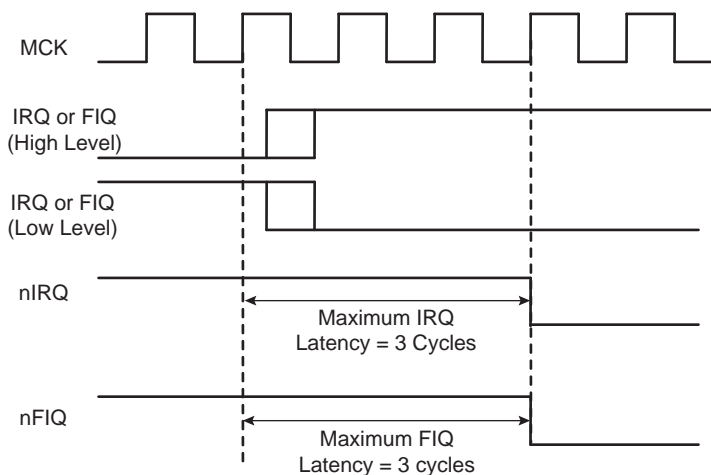 MCK
IRQ or FIQ
(High Level)
IRQ or FIQ
(Low Level)
nIRQ
Maximum IRQ
Latency = 3 Cycles
nFIQ
Maximum FIQ
Latency = 3 cycles